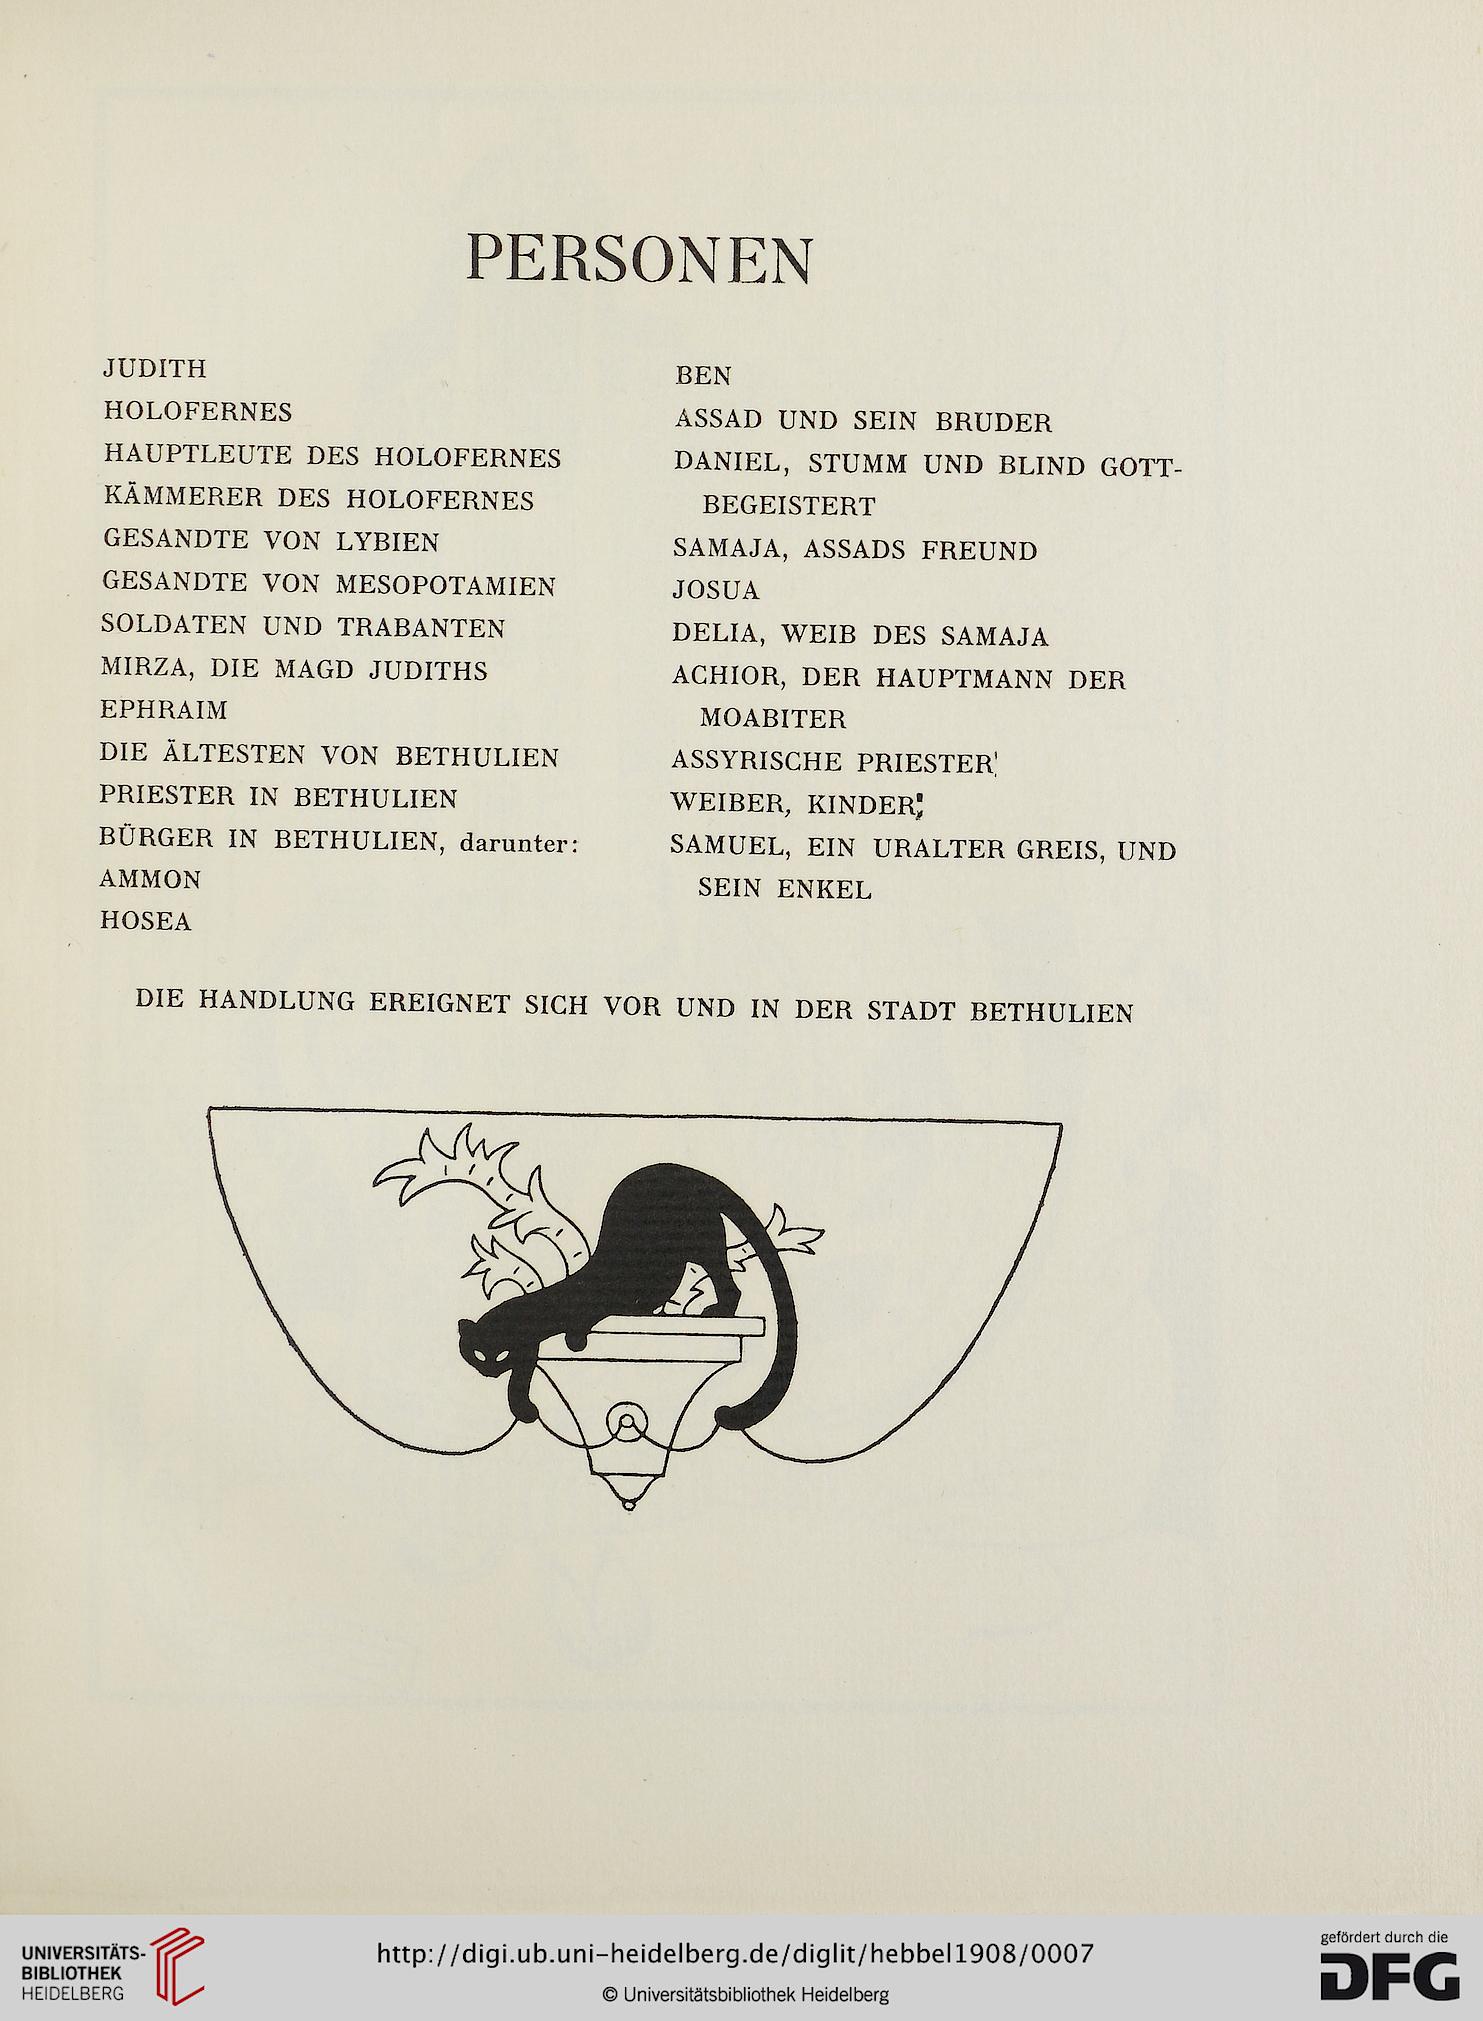 PERSONEN
JUDITH
HOLOFERNES
HAUPTLEUTE DES HOLOFERNES
KÄMMERER DES HOLOFERNES
GESANDTE VON LYBIEN
GESANDTE VON MESOPOTAMIEN
SOLDATEN UND TRABANTEN
MIRZA, DIE MAGD JUDITHS
EPHRAIM
DIE ÄLTESTEN VON BETHULIEN
PRIESTER IN BETHULIEN
BÜRGER IN BETHULIEN, darunter:
AMMON
HOSEA
BEN
ASSAD UND SEIN BRUDER
DANIEL, STUMM UND BLIND GOTT-
BEGEISTERT
SAMAJA, ASSADS FREUND
JOSUA
DELIA, WEIB DES SAMAJA
ACHIOR, DER HAUPTMANN DER
MOABITER
ASSYRISCHE PRIESTER
WEIBER, KINDER
SAMUEL, EIN URALTER GREIS, UND
SEIN ENKEL
DIE HANDLUNG EREIGNET SICH VOR UND IN DER STADT BETHULIEN
UNIVERSITÄTS-
BIBLIOTHEK
HEIDELBERG
http://digi.ub.uni-heidelberg.de/diglit/hebbel1908/0007
© Universitätsbibliothek Heidelberg
gefördert durch die
DFG